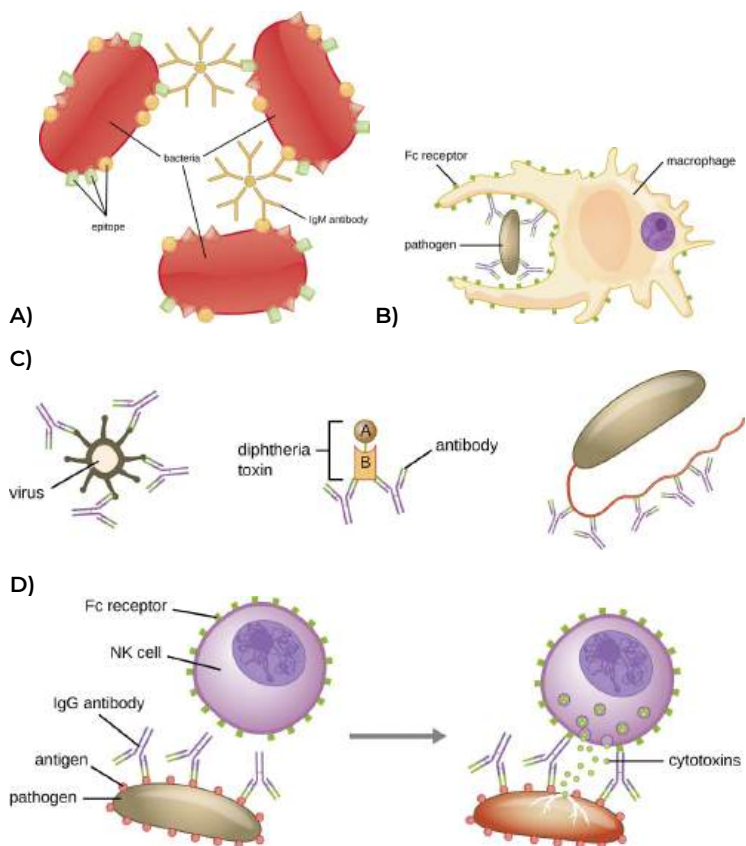 bacteria
epitope
IgM antibody
A)
Fc receptor
macrophage
pathogen
B)
C)
virus
diphtheria
toxin
A
B
antibody
D)
Fc receptor
NK cell
IgG antibody
antigen
pathogen
cytotoxins